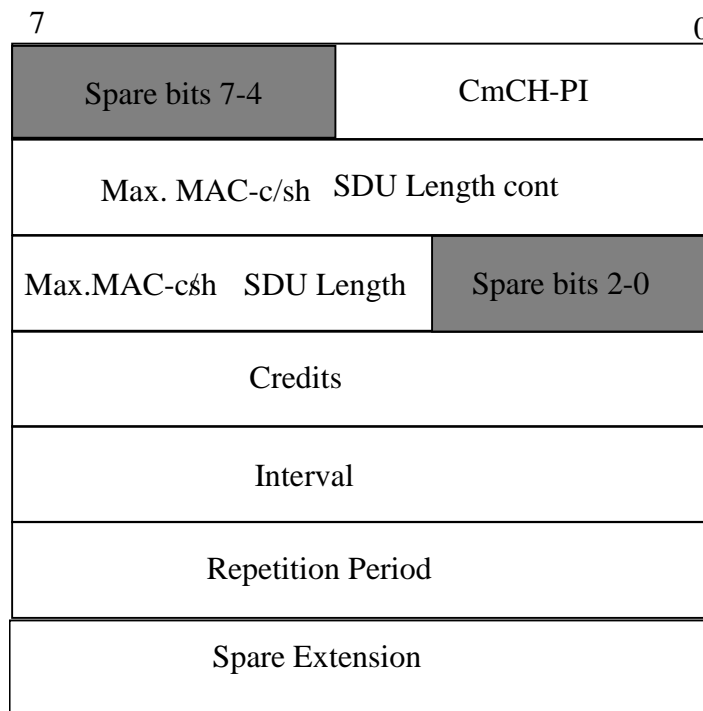 7 0
Spare bits 7-4 CmCH-PI
Max. MAC-c/sh SDU Length cont
Max.MAC-c/sh SDU Length Spare bits 2-0
Credits
Interval
Repetition Period
Spare Extension